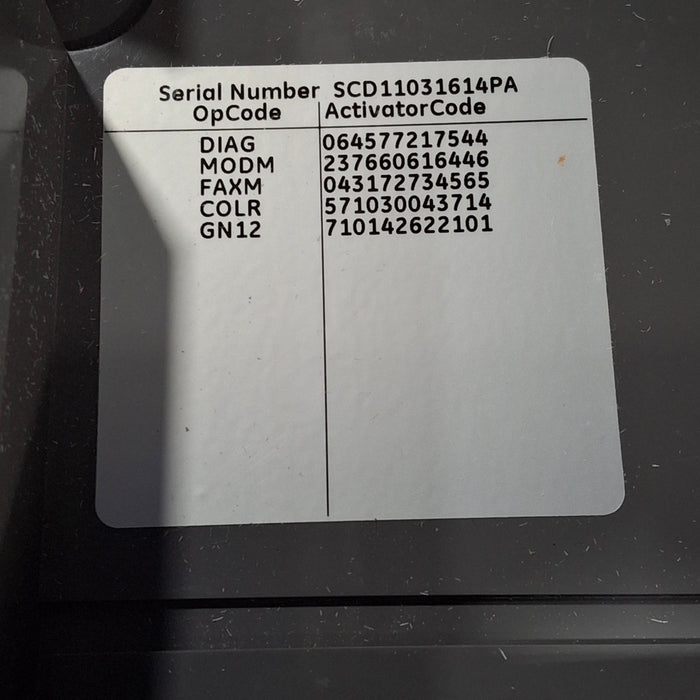 Serial Number SCD11031614PA
OpCode ActivatorCode
DIAG 064577217544
MODM 237660616446
FAXM 043172734565
COLR 571030043714
GN12 710142622101